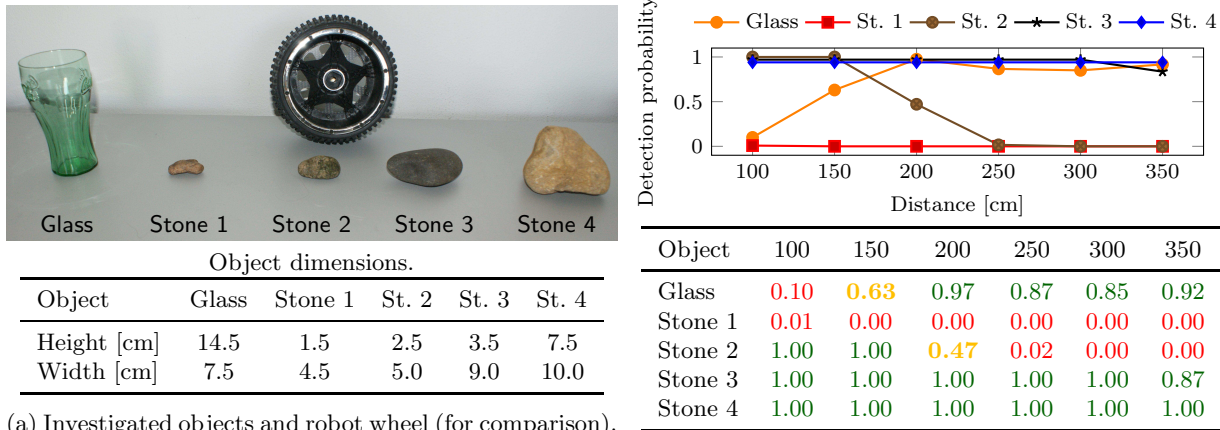 Glass Stone 1 Stone 2 Stone 3 Stone 4
Object dimensions.
Object Glass Stone 1 St. 2 St. 3 St. 4
Height [cm] 14.5 1.5 2.5 3.5 7.5
Width [cm] 7.5 4.5 5.0 9.0 10.0
(a) Investigated objects and robot wheel (for comparison).
Glass St. 1 St. 2 St. 3 St. 4
Detection probability
1
0.5
0
100 150 200 250 300 350
Distance [cm]
Object 100 150 200 250 300 350
Glass 0.10 0.63 0.97 0.87 0.85 0.92
Stone 1 0.01 0.00 0.00 0.00 0.00 0.00
Stone 2 1.00 1.00 0.47 0.02 0.00 0.00
Stone 3 1.00 1.00 1.00 1.00 1.00 0.87
Stone 4 1.00 1.00 1.00 1.00 1.00 1.00